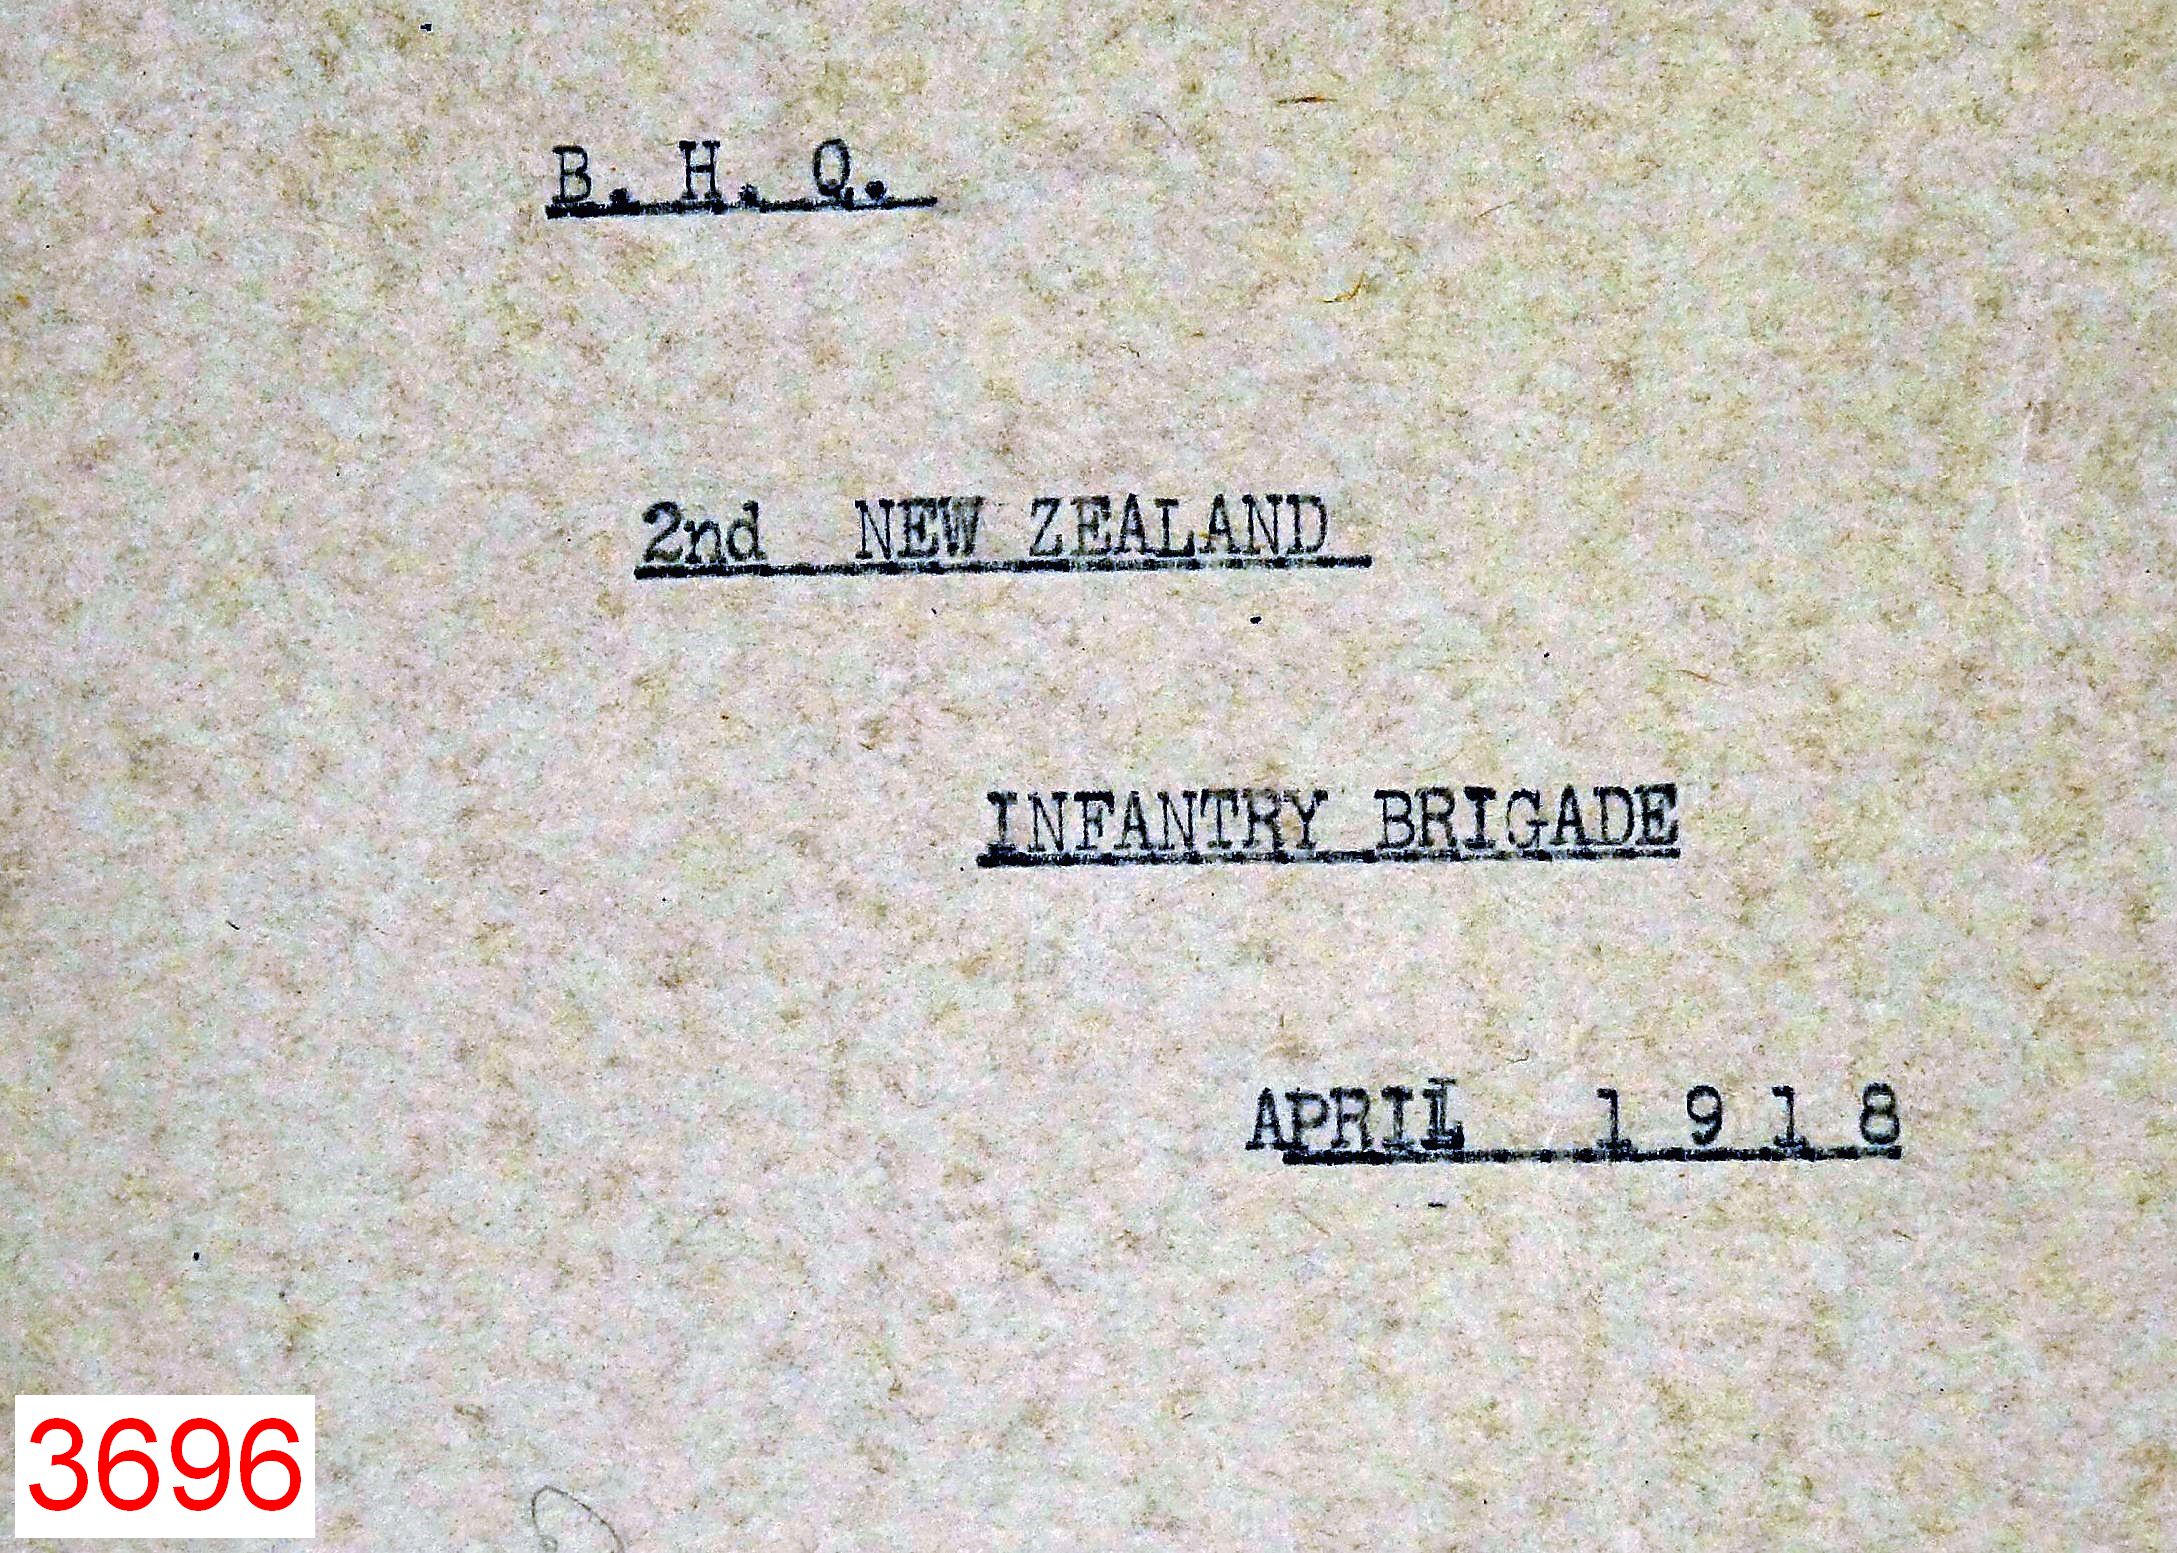 B. H. Q.
2nd NEW ZEALAND
INFANTRY BRIGADE
APRIL 1 9 1 8
3696